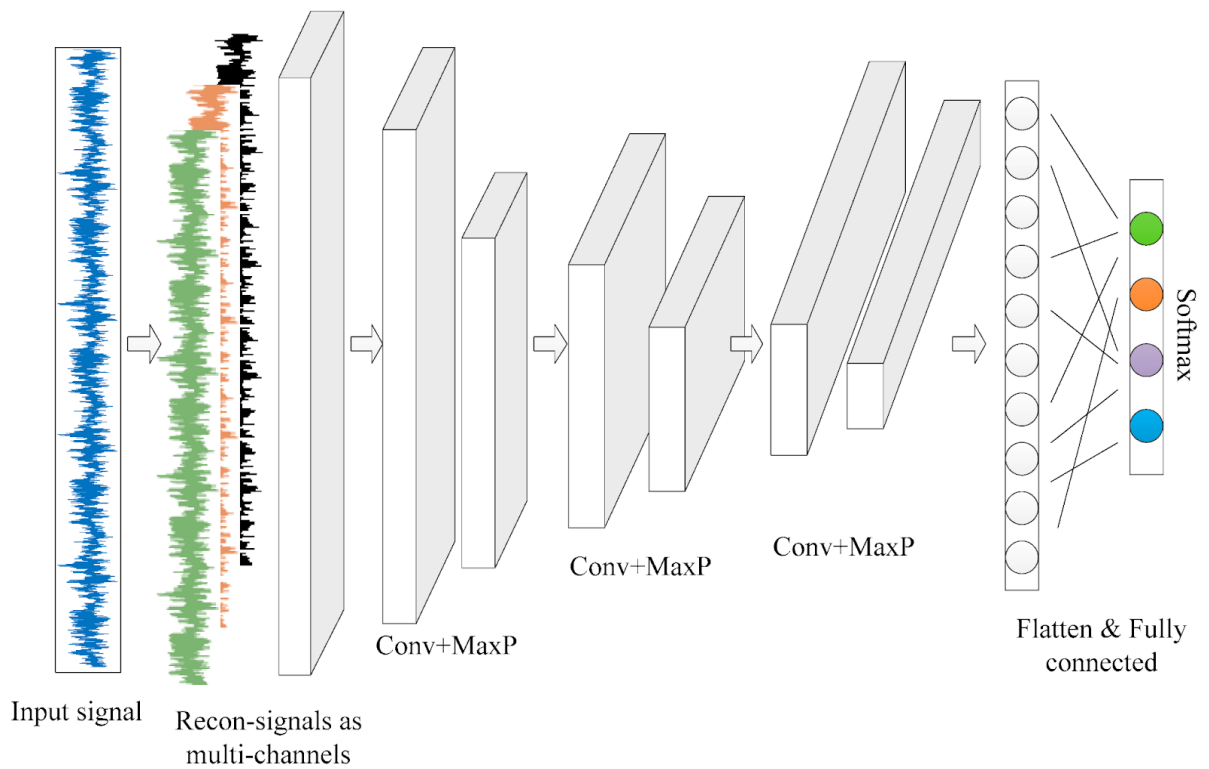 Input signal
Recon-signals as
multi-channels
Conv+MaxP
Conv+MaxP
Conv+MaxP
Flatten & Fully
connected
Softmax